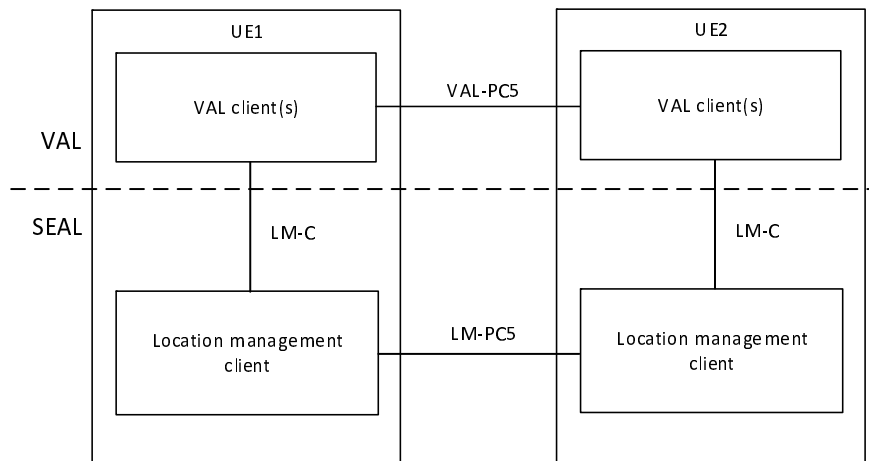 UE1
UE2
VAL client(s)
VAL-PC5
VAL client(s)
VAL
SEAL
LM-C
LM-C
Location management
client
LM-PC5
Location management
client